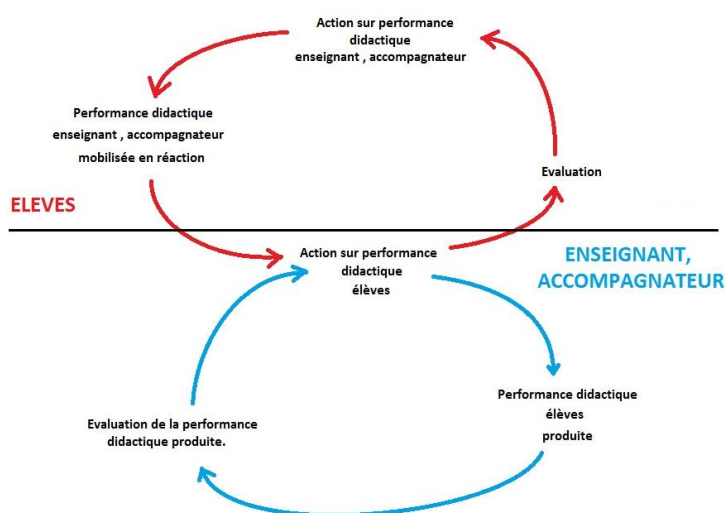 Action sur performance
didactique
enseignant , accompagnateur
Performance didactique
enseignant , accompagnateur
mobilisée en réaction
Evaluation
ELEVES
Action sur performance
didactique
élèves
ENSEIGNANT,
ACCOMPAGNATEUR
Performance didactique
élèves
produite
Evaluation de la performance
didactique produite.